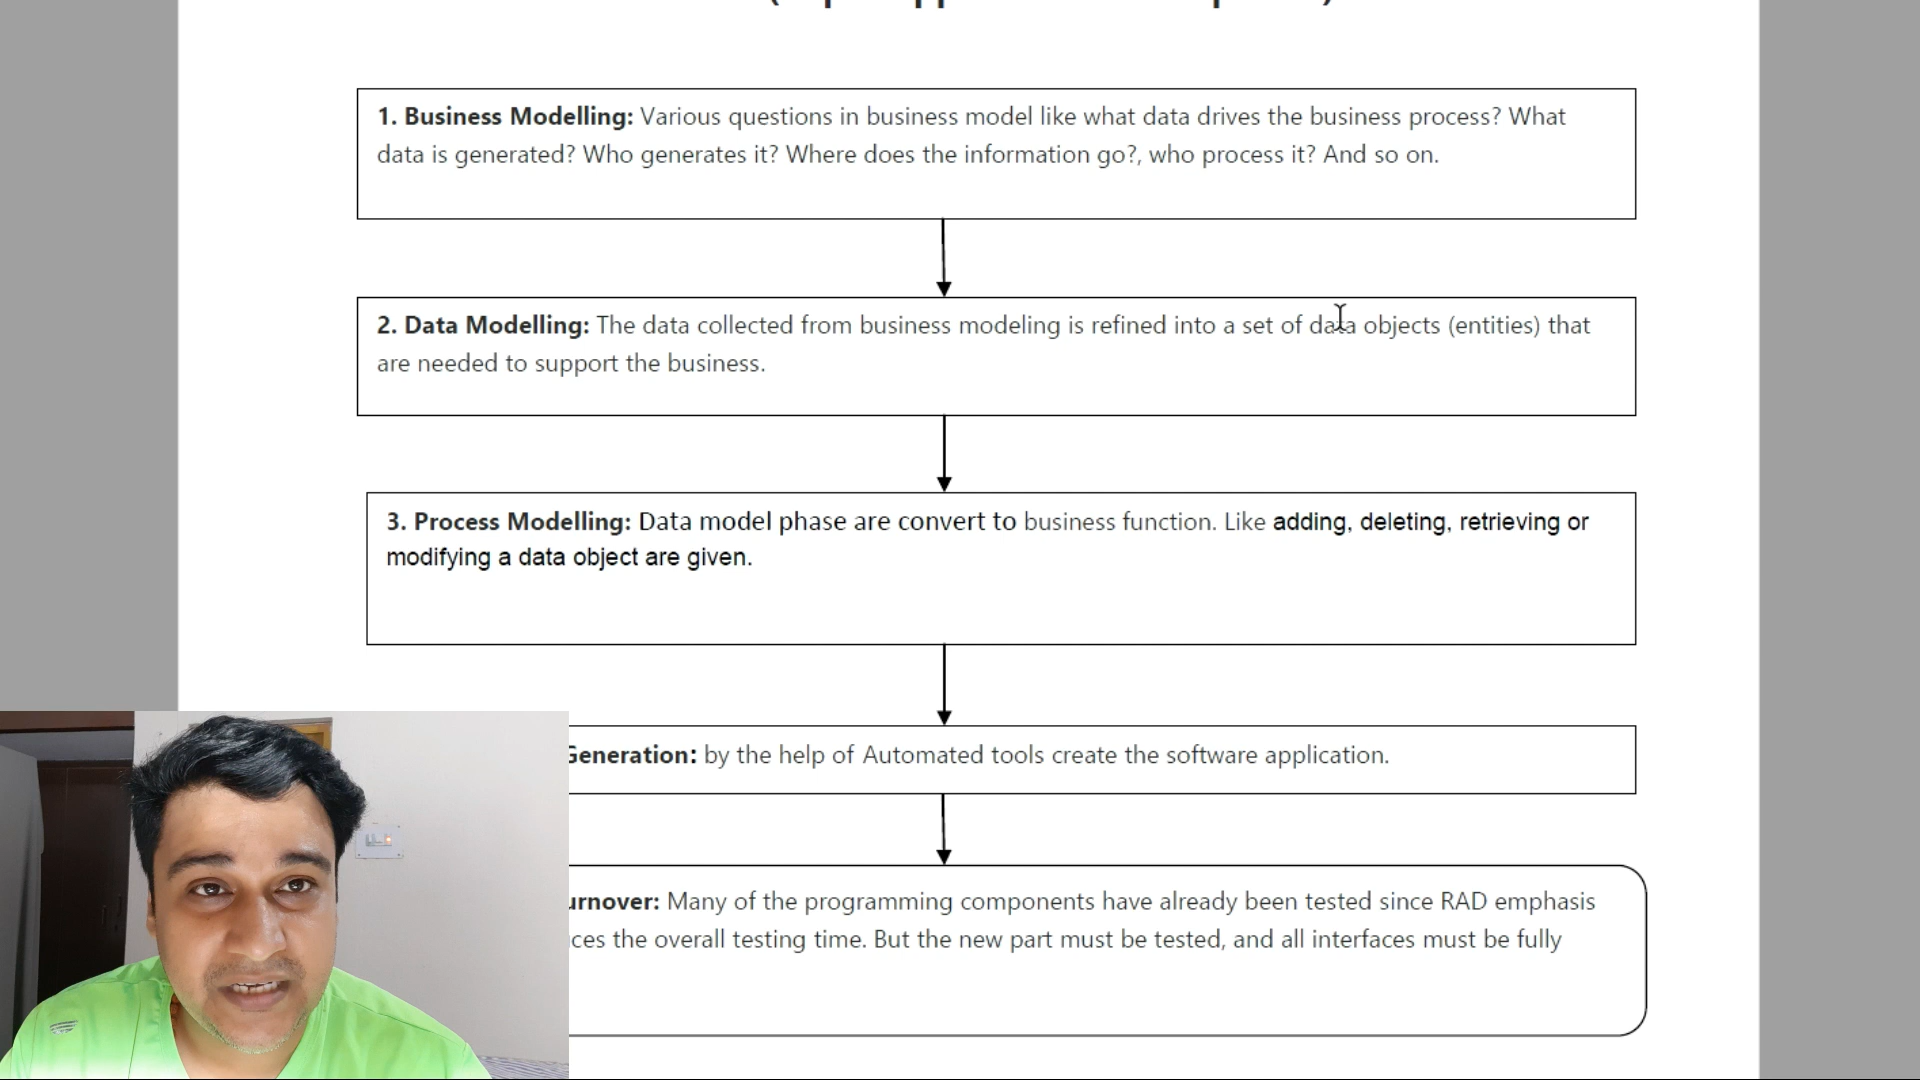 1. Business Modelling: Various questions in business model like what data drives the business process? What
data is generated? Who generates it? Where does the information go?, who process it? And so on.
2. Data Modelling: The data collected from business modeling is refined into a set of data objects (entities) that
are needed to support the business.
3. Process Modelling: Data model phase are convert to business function. Like adding, deleting, retrieving or
modifying a data object are given.
Generation: by the help of Automated tools create the software application.
urnover: Many of the programming components have already been tested since RAD emphasis
ces the overall testing time. But the new part must be tested, and all interfaces must be fully